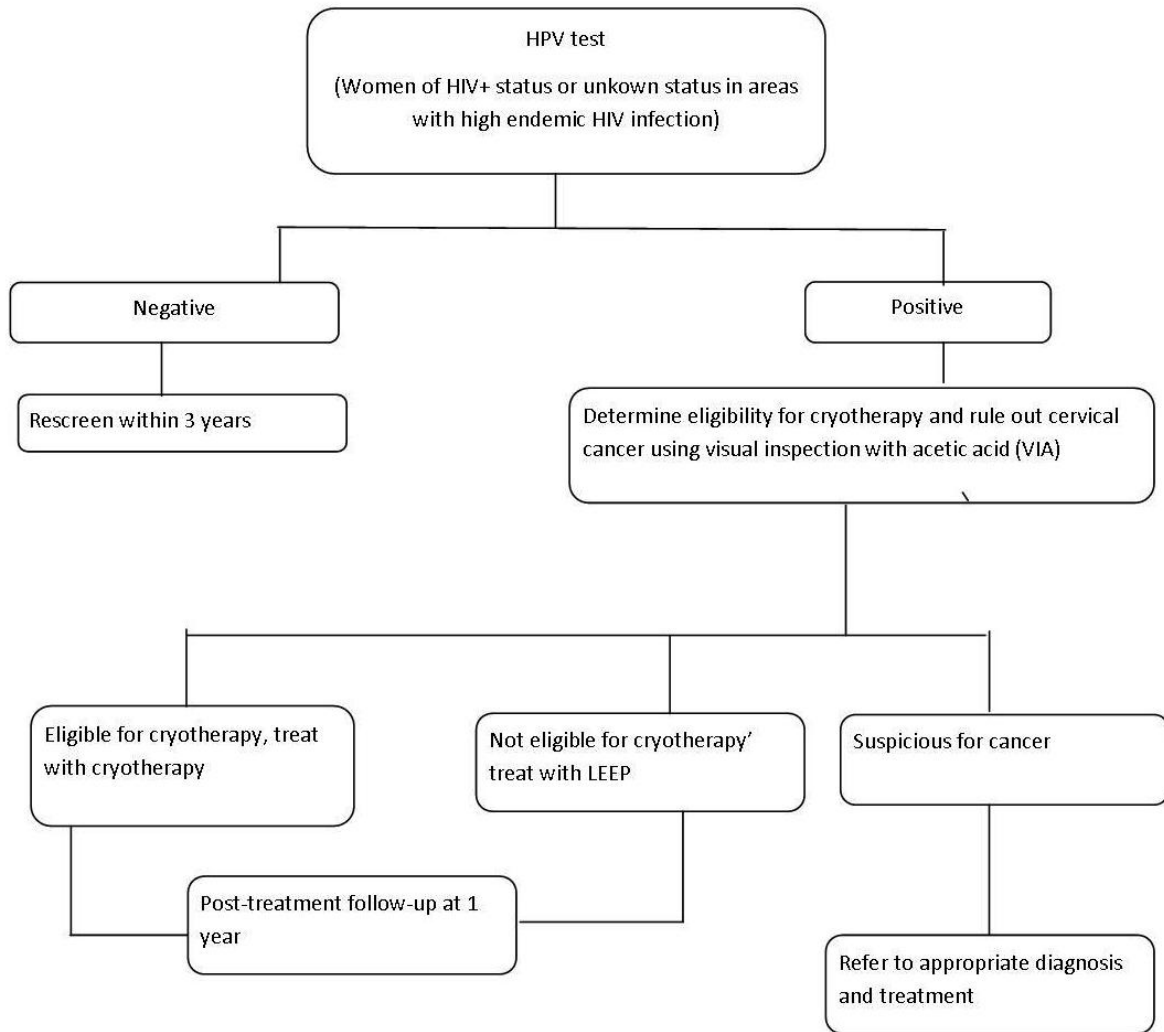 HPV test
(Women of HIV+ status or unkown status in areas
with high endemic HIV infection)
Negative
Positive
Rescreen within 3 years
Determine eligibility for cryotherapy and rule out cervical
cancer using visual inspection with acetic acid (VIA)
Eligible for cryotherapy, treat
with cryotherapy
Not eligible for cryotherapy’
treat with LEEP
Suspicious for cancer
Post-treatment follow-up at 1
year
Refer to appropriate diagnosis
and treatment